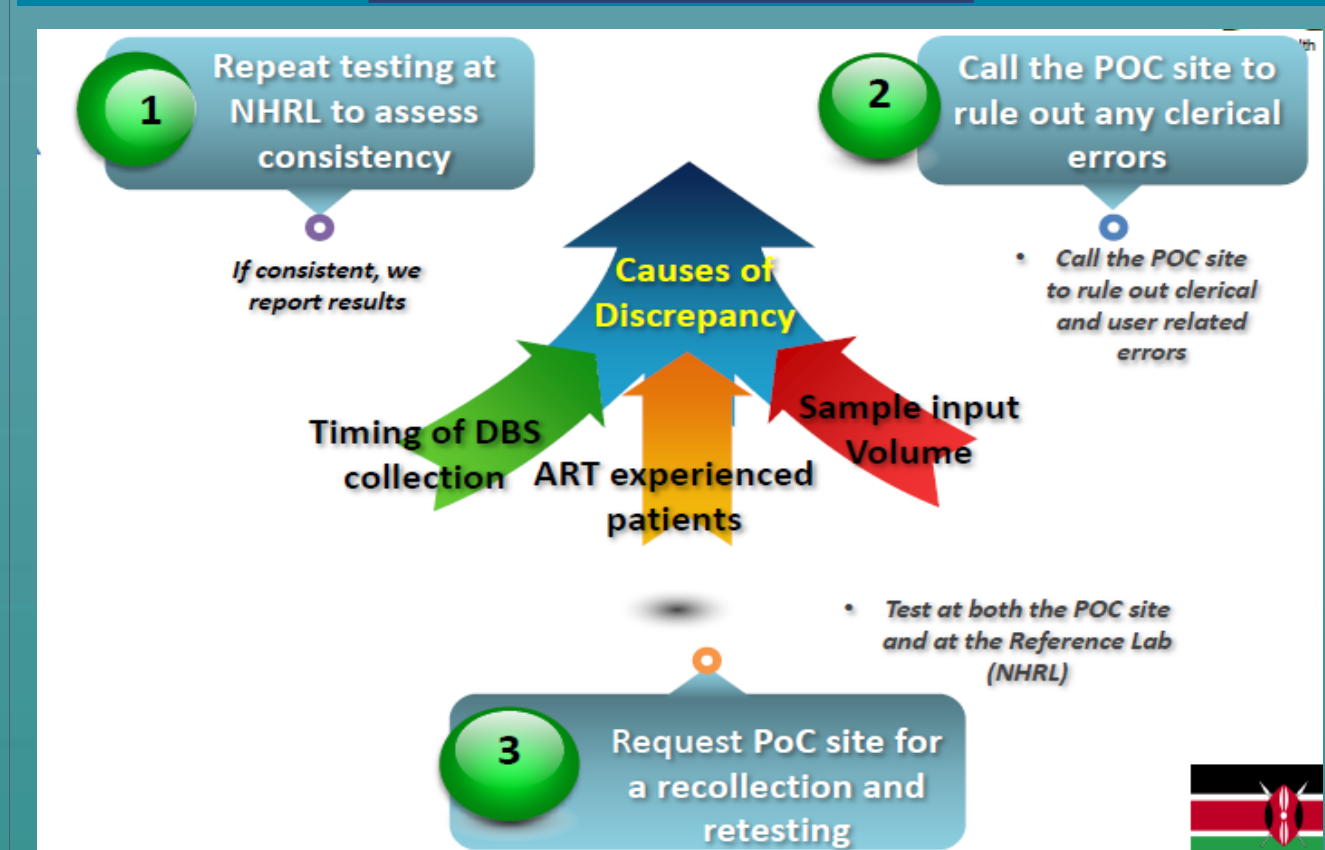 1
Repeat testing at
NHRL to assess
consistency
If consistent, we
report results
2
Call the POC site to
rule out any clerical
errors
• Call the POC site
to rule out clerical
and user related
errors
Causes of
Discrepancy
Timing of DBS
collection
ART experienced
patients
Sample input
Volume
• Test at both the POC site
and at the Reference Lab
(NHRL)
3
Request PoC site for
a recollection and
retesting